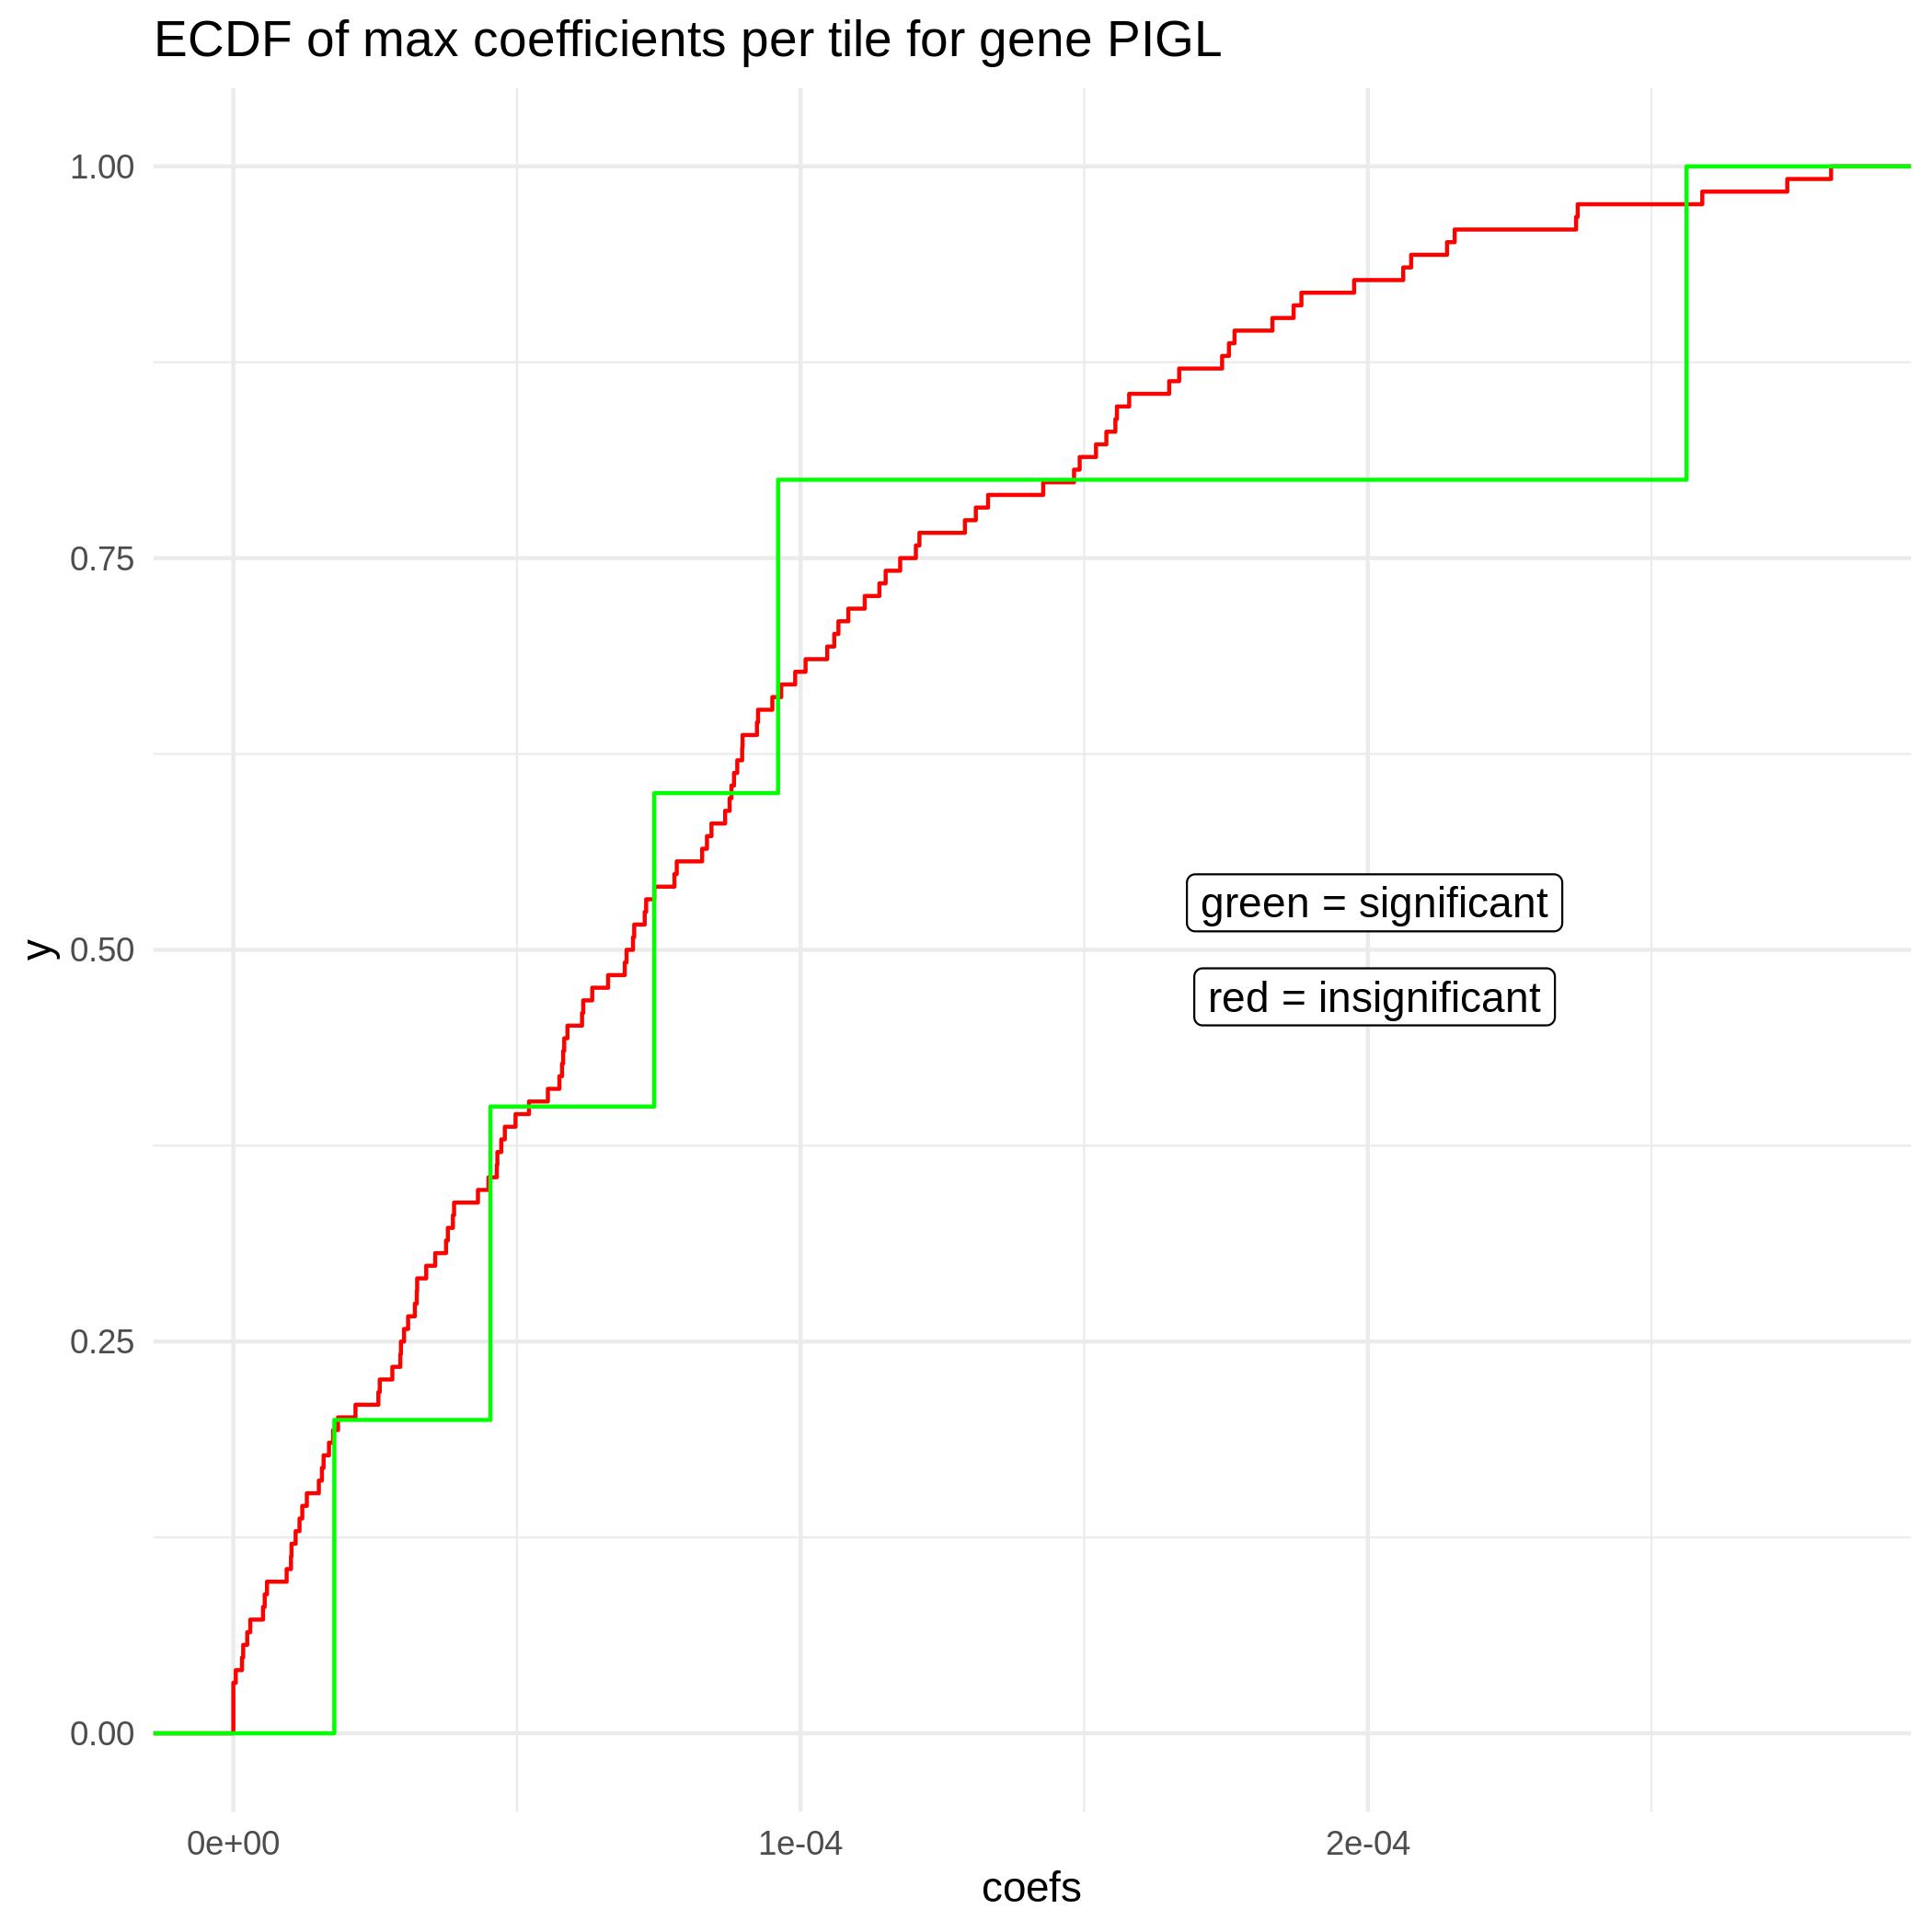 ECDF of max coefficients per tile for gene PIGL
1.00
0.75
0.50
0.25
0.00
y
green = significant
red = insignificant
0e+00 1e-04 2e-04
coefs